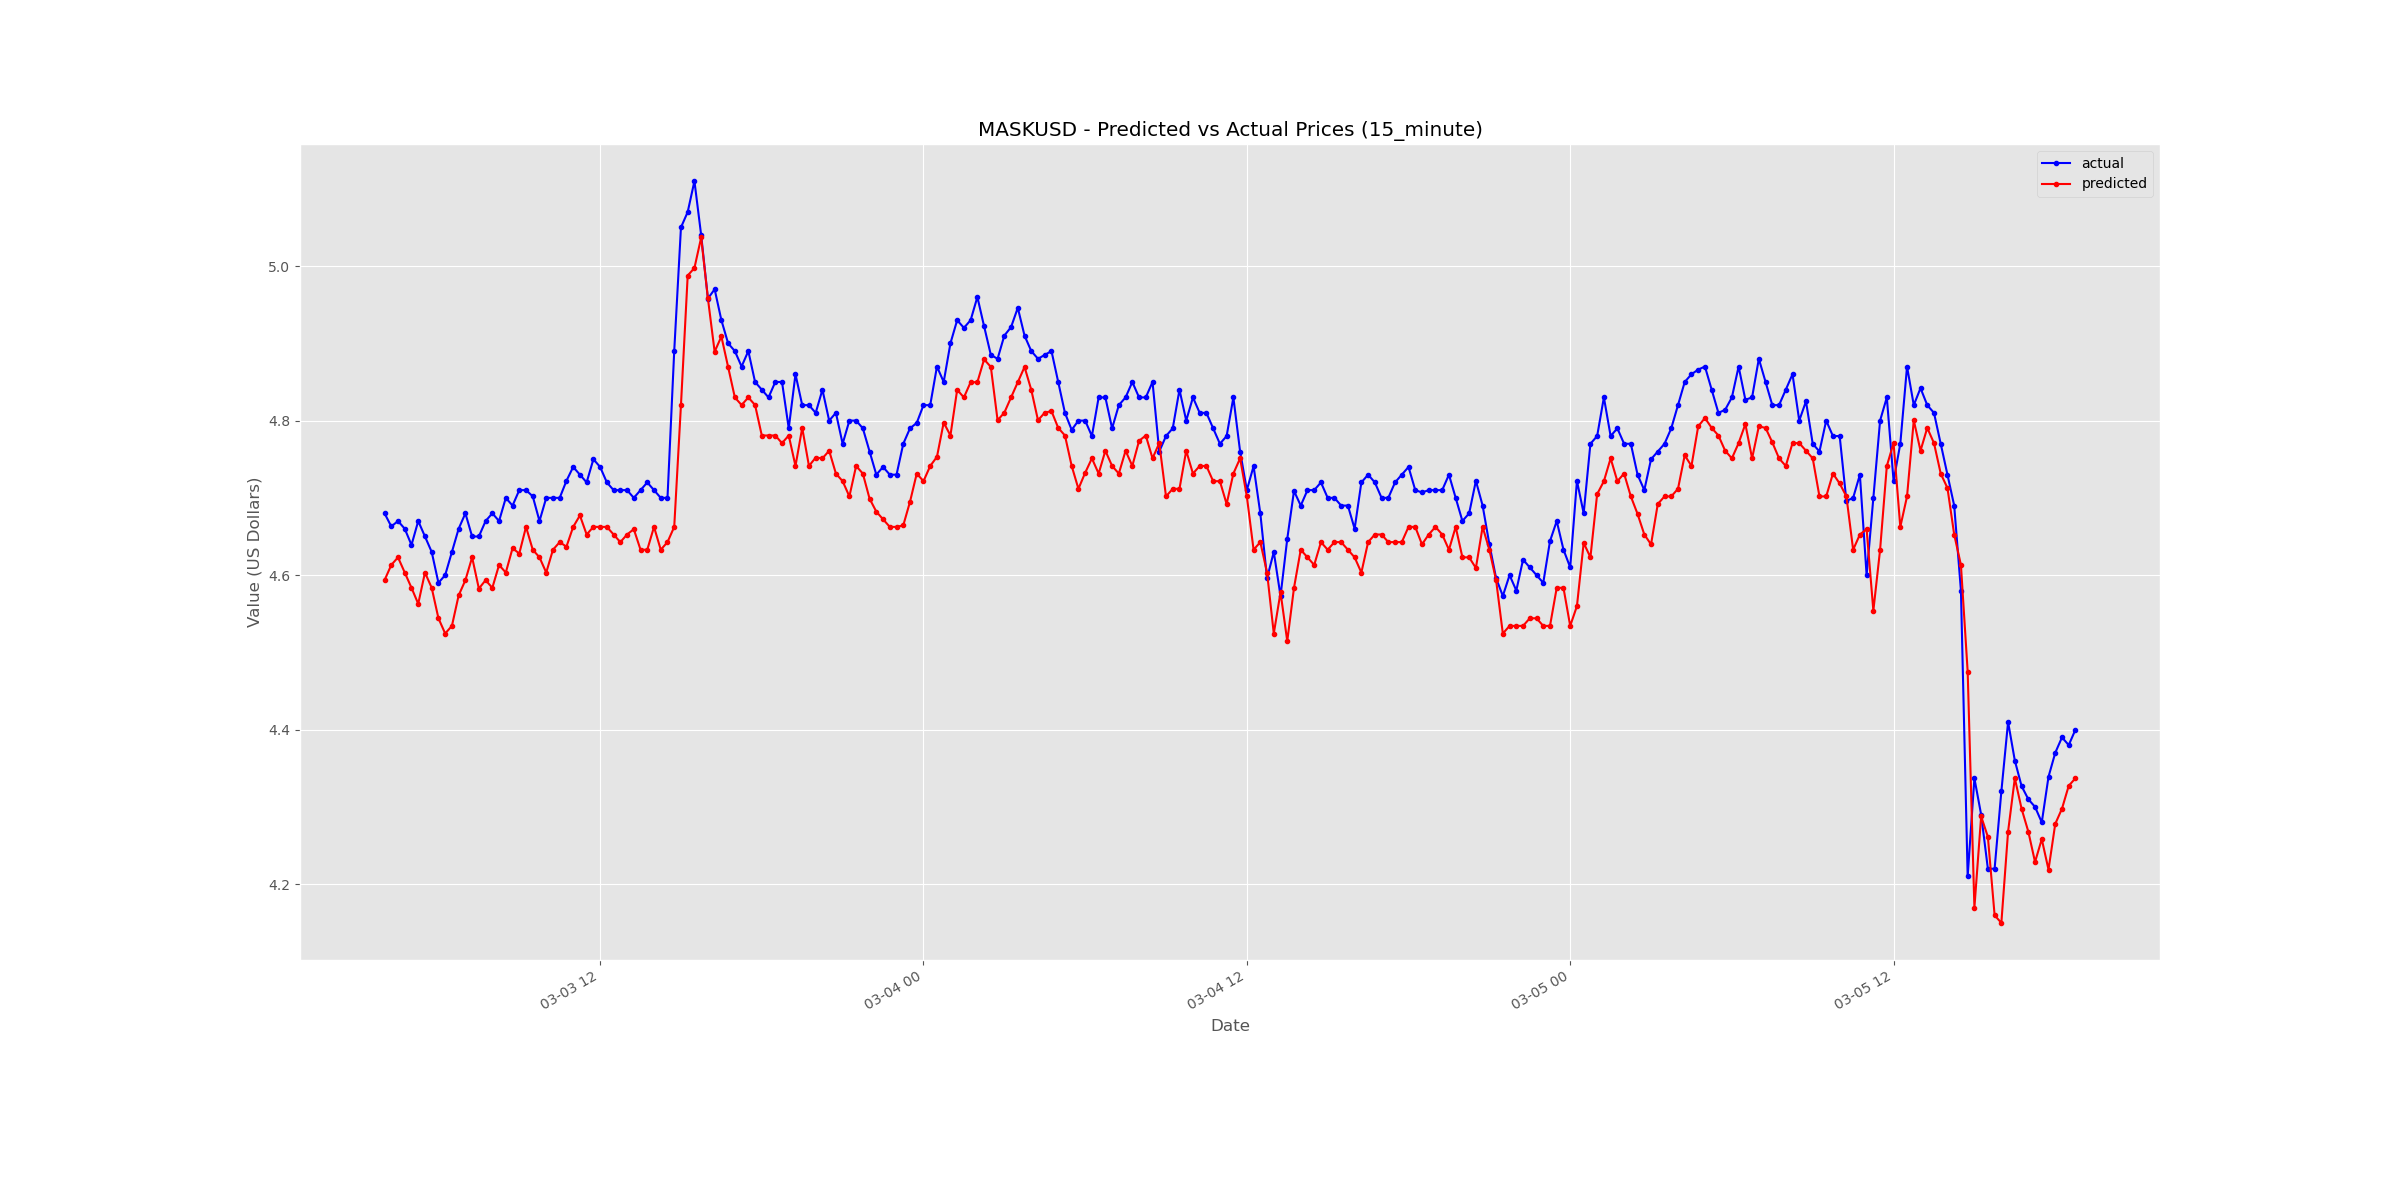 MASKUSD - Predicted vs Actual Prices (15_minute)
actual
predicted
Value (US Dollars)
5.0
4.8
4.6
4.4
4.2
03-03 12
03-04 00
03-04 12
03-05 00
03-05 12
Date